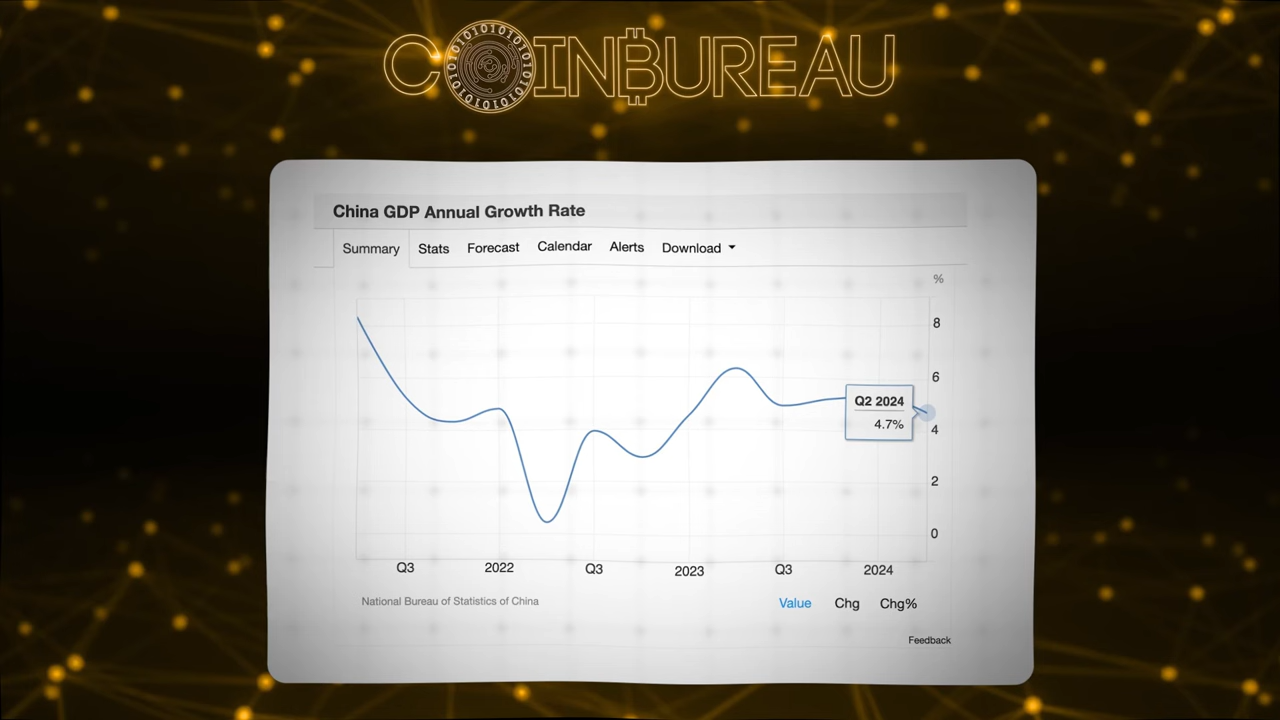 COINBUREAU
China GDP Annual Growth Rate
Summary Stats Forecast Calendar Alerts Download
%
8
6
Q2 2024
4.7%
4
2
0
Q3 2022 Q3 2023 Q3 2024
National Bureau of Statistics of China
Value Chg Chg%
Feedback